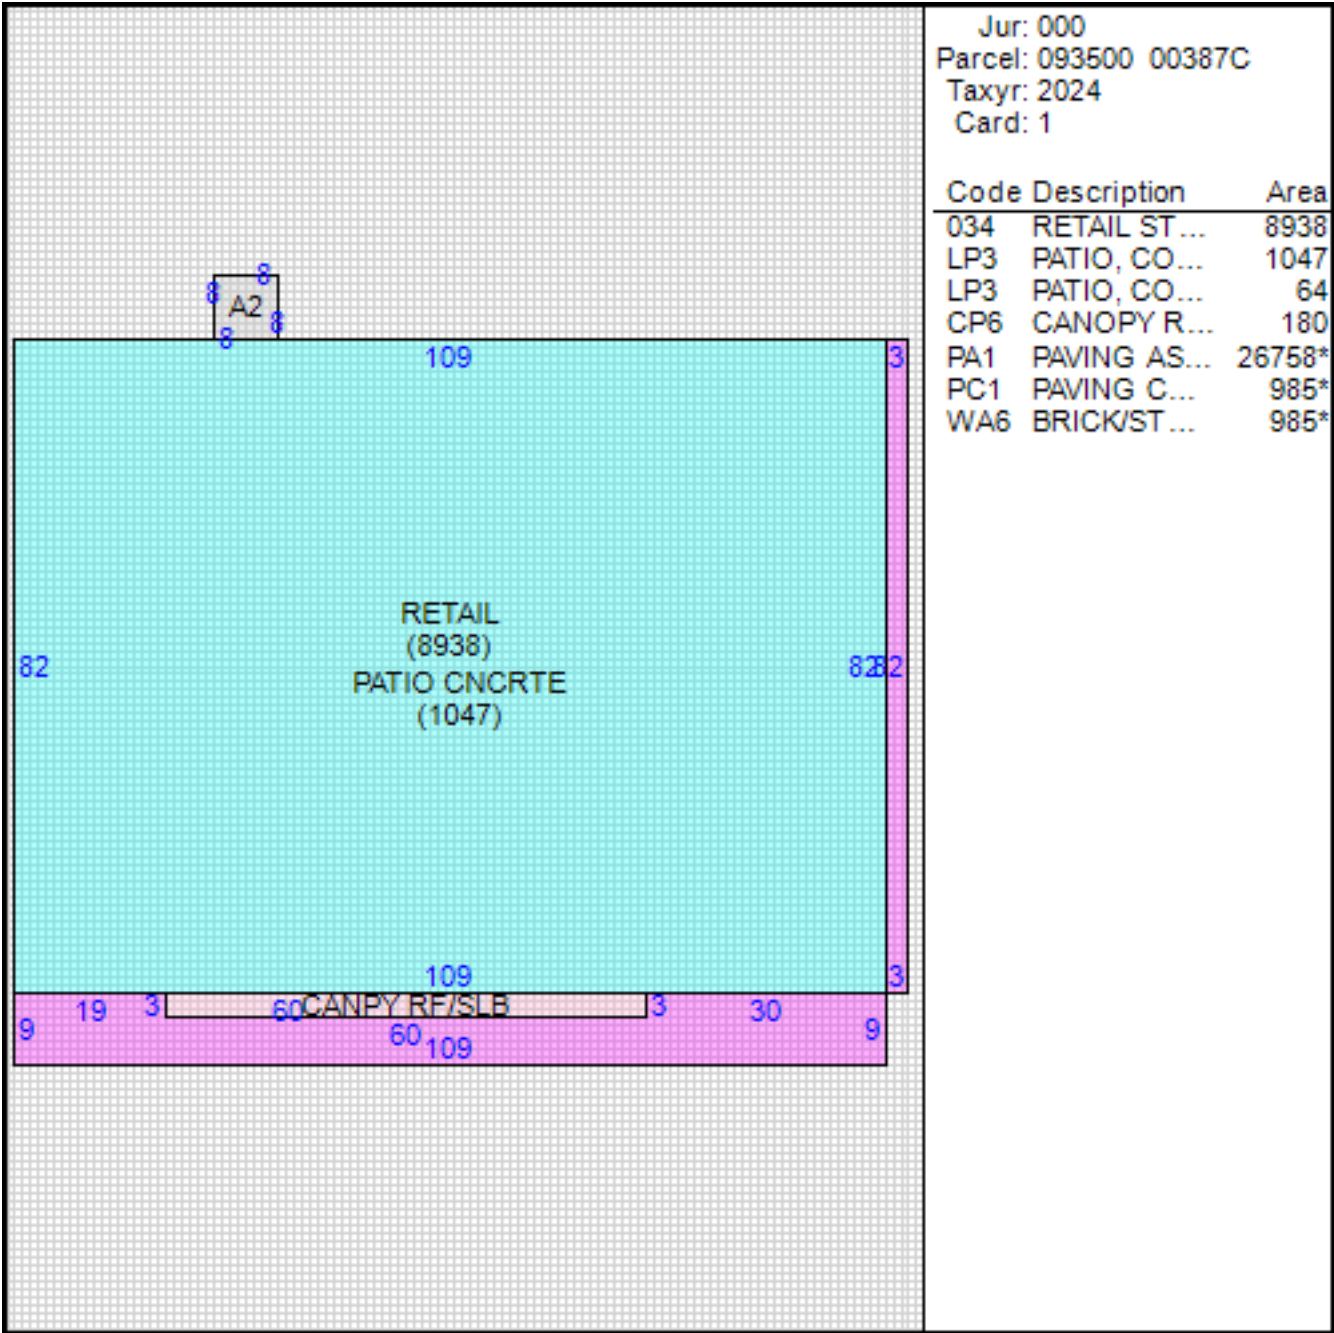 Jur: 000
Parcel: 093500 00387C
Taxyr: 2024
Card: 1
Code Description Area
034 RETAIL ST... 8938
LP3 PATIO, CO... 1047
LP3 PATIO, CO... 64
CP6 CANOPY R... 180
PA1 PAVING AS... 26758*
PC1 PAVING C... 985*
WA6 BRICK/ST... 985*
8
8
A2
8
8
109
3
RETAIL
(8938)
82
PATIO CNCRTE
82
82
(1047)
109
3
19
3
60
CANPY RF/SLB
3
30
9
60
109
9